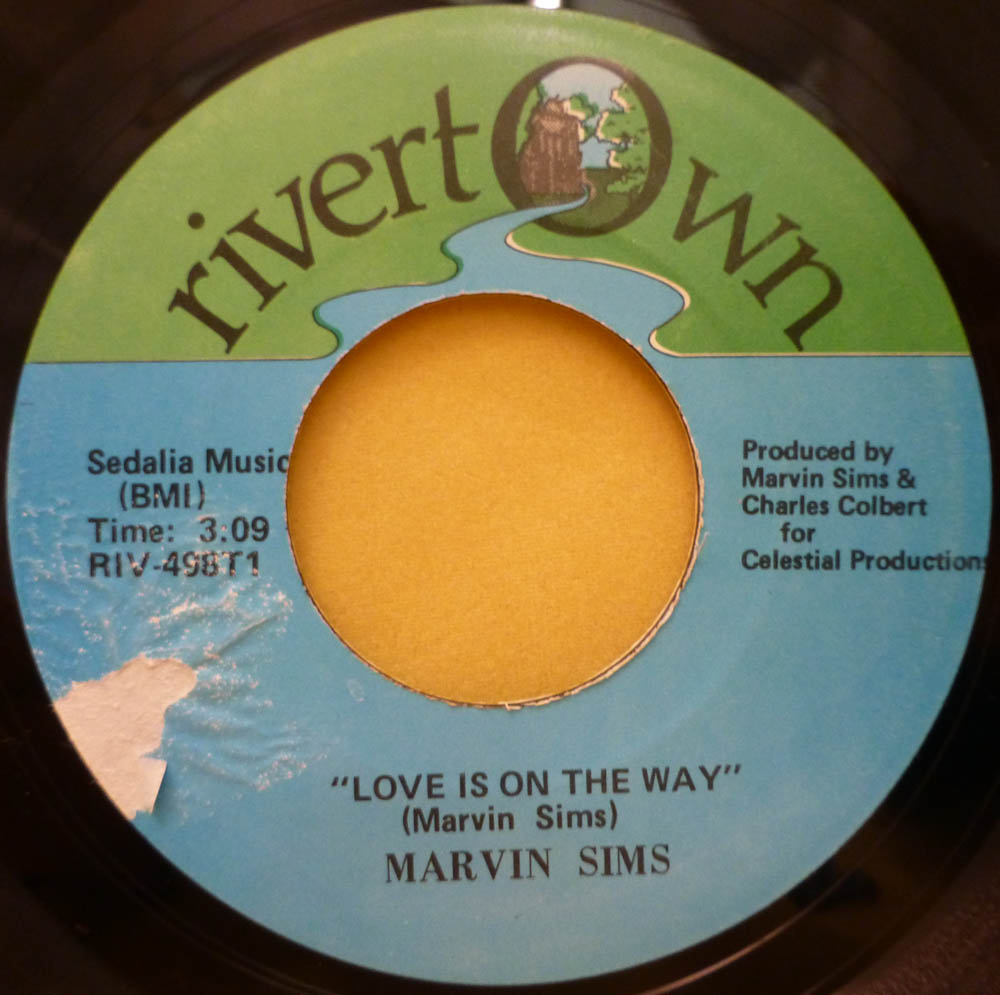 rivertOwn
Sedalia Music
(BMI)
Time: 3:09
RIV-498T1
Produced by
Marvin Sims &
Charles Colbert
for
Celestial Productions
"LOVE IS ON THE WAY"
(Marvin Sims)
MARVIN SIMS